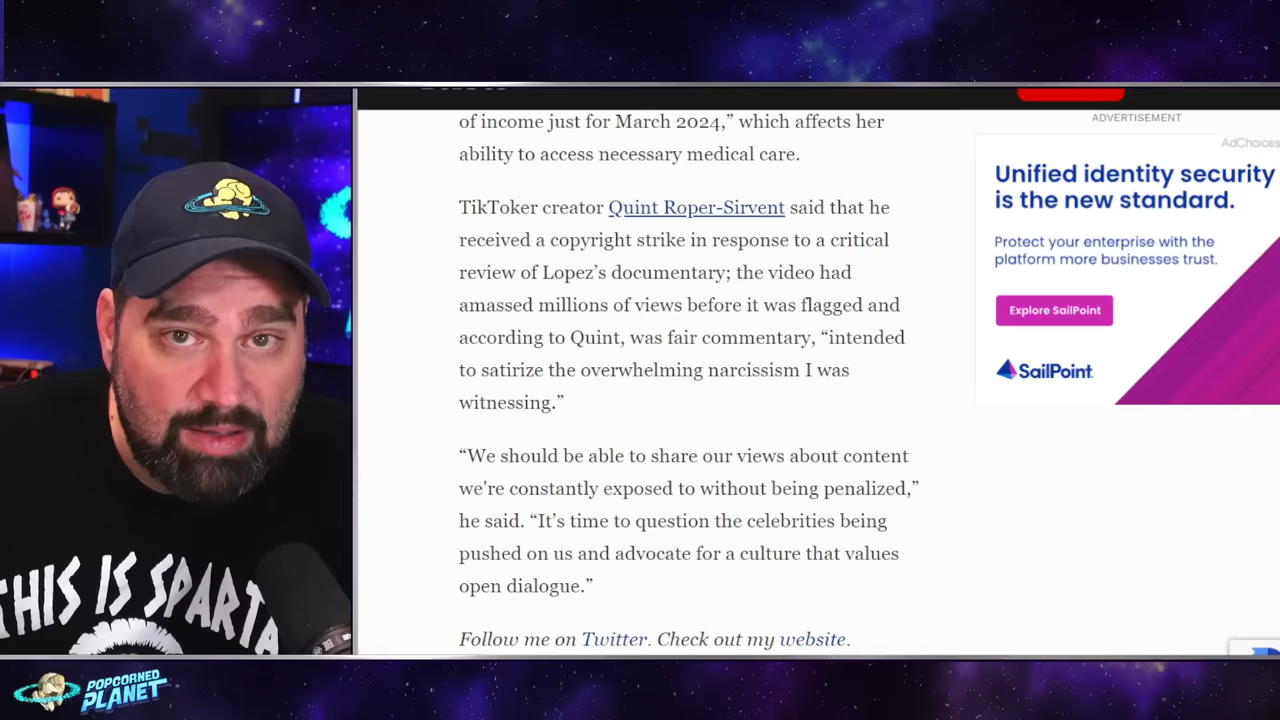 of income just for March 2024,” which affects her
ability to access necessary medical care.
TikToker creator Quint Roper-Sirvent said that he
received a copyright strike in response to a critical
review of Lopez’s documentary; the video had
amassed millions of views before it was flagged and
according to Quint, was fair commentary, “intended
to satirize the overwhelming narcissism I was
witnessing.”
“We should be able to share our views about content
we're constantly exposed to without being penalized,”
he said. “It’s time to question the celebrities being
pushed on us and advocate for a culture that values
open dialogue.”
Follow me on Twitter. Check out my website.
ADVERTISEMENT
AdChoices
Unified identity security
is the new standard.
Protect your enterprise with the
platform more businesses trust.
Explore SailPoint
SailPoint
THIS IS SPARTA
POPCORNED
PLANET